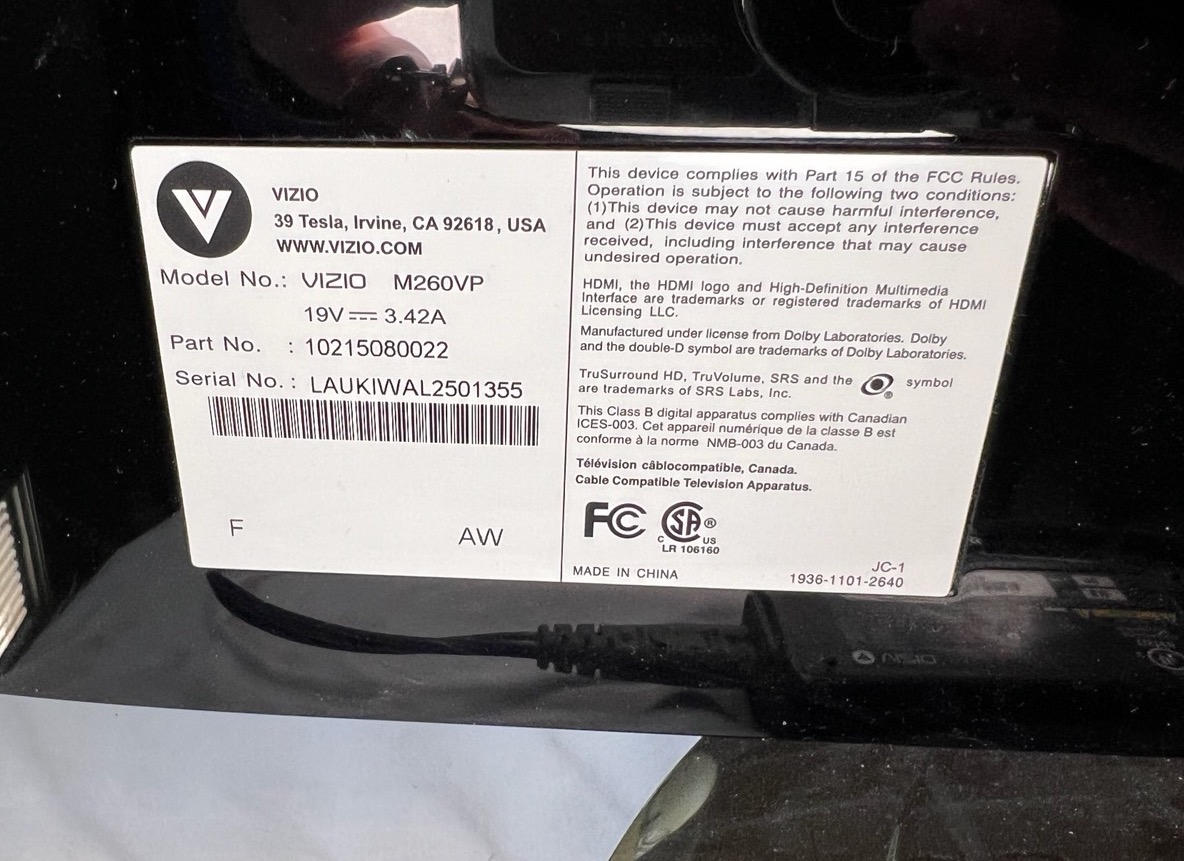 VIZIO
39 Tesla, Irvine, CA 92618, USA
WWW.VIZIO.COM
Model No.: VIZIO M260VP
19V⎓3.42A
Part No. : 10215080022
Serial No. : LAUKIWAL2501355
F AW
This device complies with Part 15 of the FCC Rules.
Operation is subject to the following two conditions:
(1)This device may not cause harmful interference,
and (2)This device must accept any interference
received, including interference that may cause
undesired operation.
HDMI, the HDMI logo and High-Definition Multimedia
Interface are trademarks or registered trademarks of HDMI
Licensing LLC.
Manufactured under license from Dolby Laboratories. Dolby
and the double-D symbol are trademarks of Dolby Laboratories.
TruSurround HD, TruVolume, SRS and the symbol
are trademarks of SRS Labs, Inc.
This Class B digital apparatus complies with Canadian
ICES-003. Cet appareil numérique de la classe B est
conforme à la norme NMB-003 du Canada.
Télévision câblocompatible, Canada.
Cable Compatible Television Apparatus.
FC SA®
C US
LR 106160
MADE IN CHINA
JC-1
1936-1101-2640
VIZIO